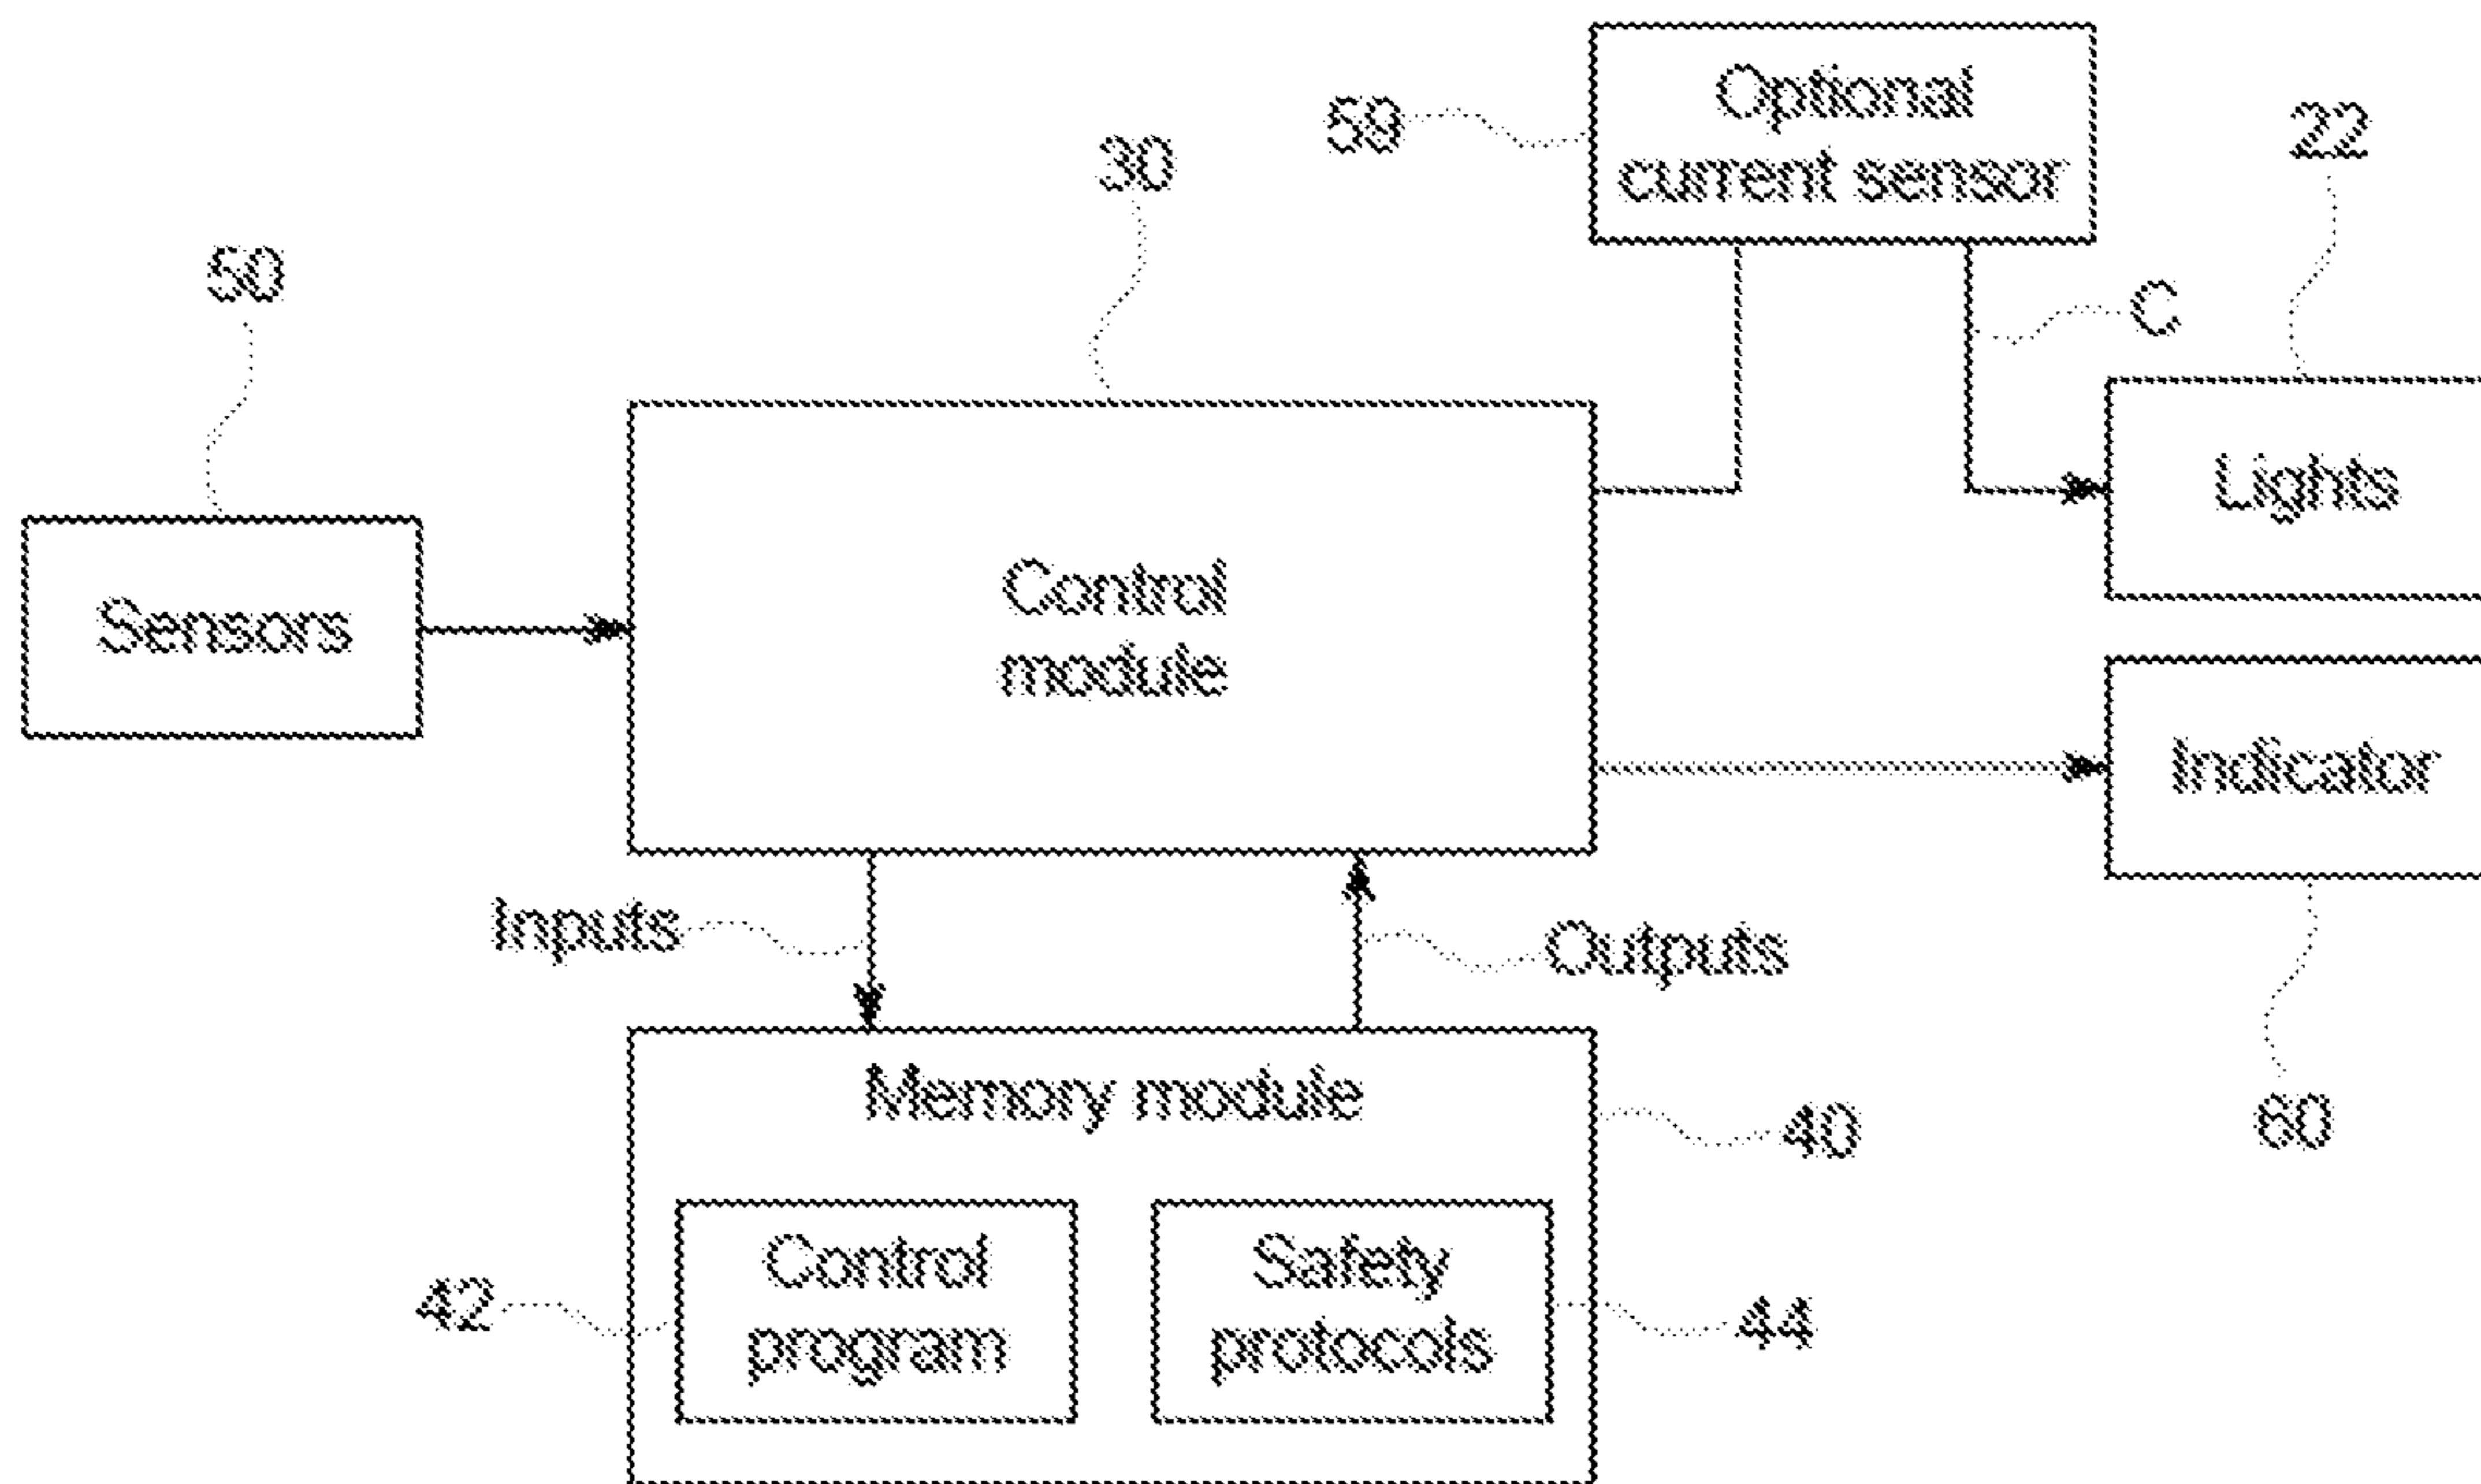 Optional
current sensor
59
22
30
50
C
Lights
Control
module
Sensors
Indicator
Inputs
Outputs
Memory module
40
60
Control
program
Safety
protocols
42
44